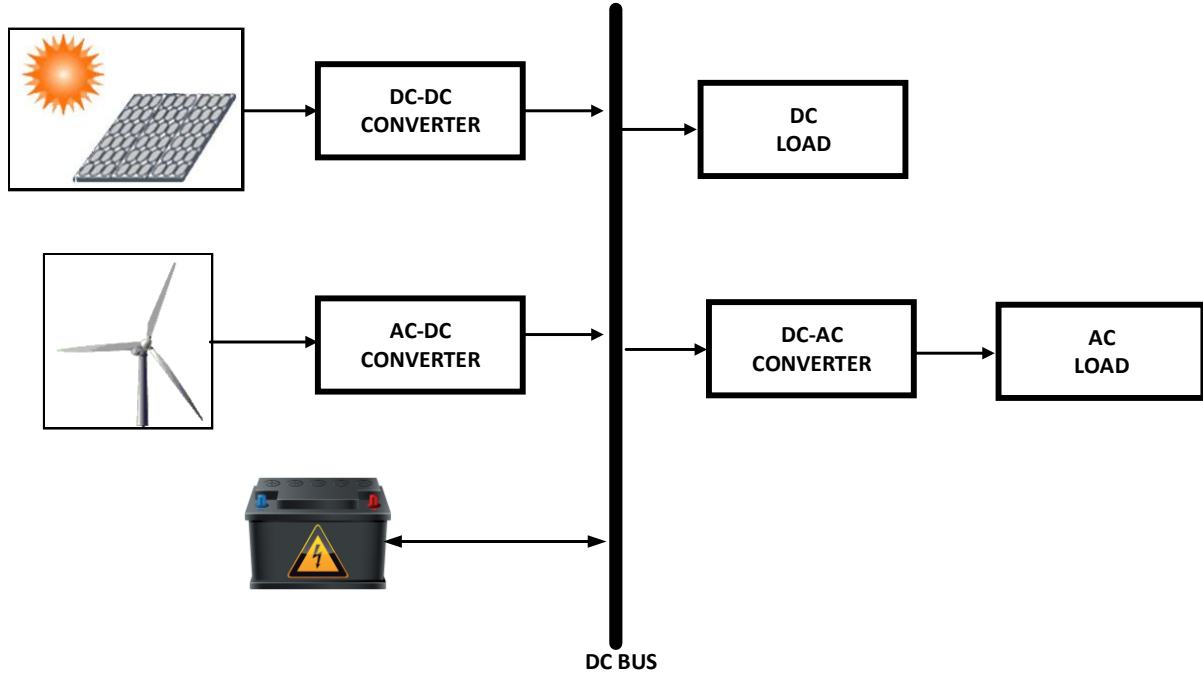 DC-DC
CONVERTER
DC
LOAD
AC-DC
CONVERTER
DC-AC
CONVERTER
AC
LOAD
DC BUS